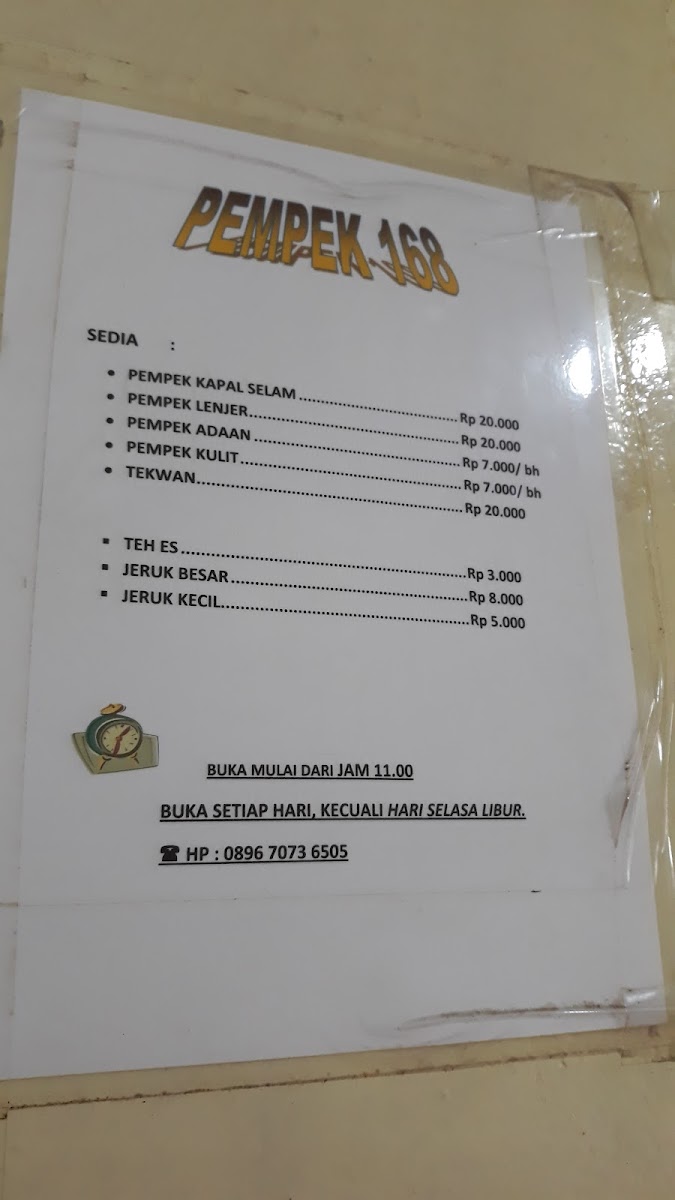 PEMPEK 168
SEDIA :
• PEMPEK KAPAL SELAM ........................................ Rp 20.000
• PEMPEK LENJER..................................................... Rp 20.000
• PEMPEK ADAAN .................................................... Rp 7.000/ bh
• PEMPEK KULIT........................................................ Rp 7.000/ bh
• TEKWAN.................................................................. Rp 20.000
▪ TEH ES ...................................................................... Rp 3.000
▪ JERUK BESAR ........................................................... Rp 8.000
▪ JERUK KECIL.............................................................. Rp 5.000
BUKA MULAI DARI JAM 11.00
BUKA SETIAP HARI, KECUALI HARI SELASA LIBUR.
☎ HP : 0896 7073 6505